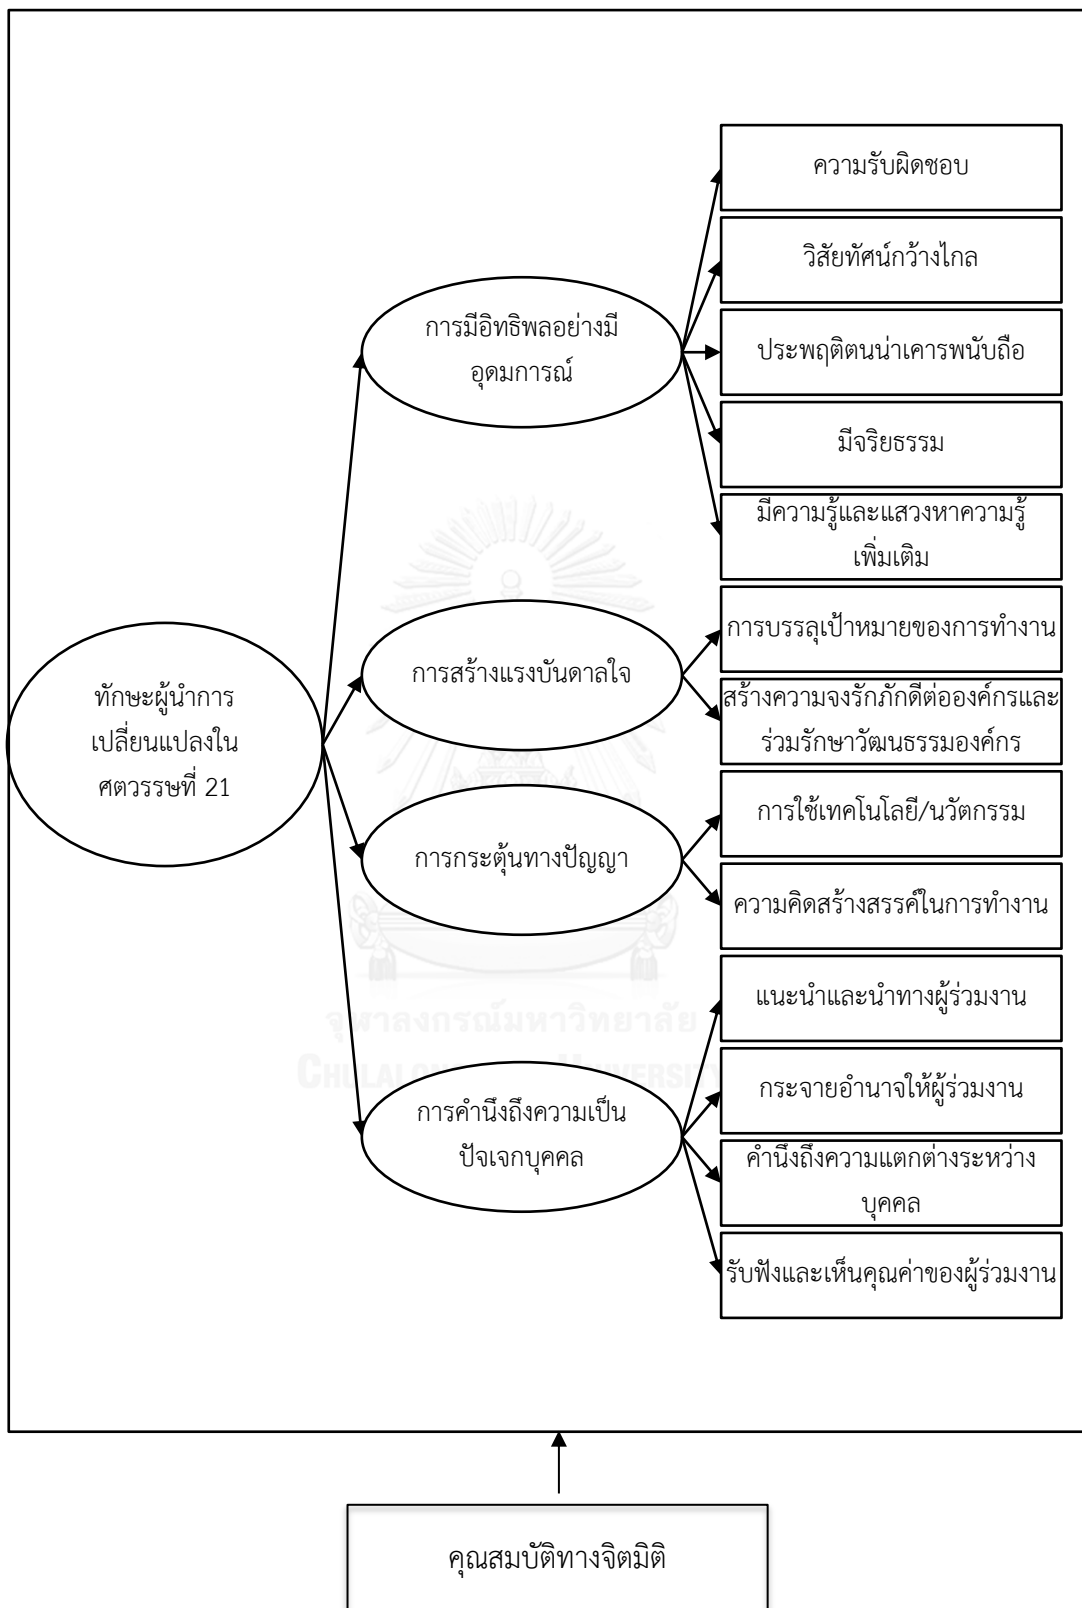 ความรับผิดชอบ
วิสัยทัศน์กว้างไกล
การมีอิทธิพลอย่างมี
อุดมการณ์
ประพฤติตนน่าเคารพนับถือ
มีจริยธรรม
มีความรู้และแสวงหาความรู้
เพิ่มเติม
การบรรลุเป้าหมายของการทำงาน
การสร้างแรงบันดาลใจ
สร้างความจงรักภักดีต่อองค์กรและ
ร่วมรักษาวัฒนธรรมองค์กร
ทักษะผู้นำการ
เปลี่ยนแปลงใน
ศตวรรษที่ 21
การใช้เทคโนโลยี/นวัตกรรม
การกระตุ้นทางปัญญา
ความคิดสร้างสรรค์ในการทำงาน
แนะนำและนำทางผู้ร่วมงาน
จุฬาลงกรณ์มหาวิทยาลัย
CHULALONGKORN UNIVERSITY
กระจายอำนาจให้ผู้ร่วมงาน
การคำนึงถึงความเป็น
ปัจเจกบุคคล
คำนึงถึงความแตกต่างระหว่าง
บุคคล
รับฟังและเห็นคุณค่าของผู้ร่วมงาน
คุณสมบัติทางจิตมิติ